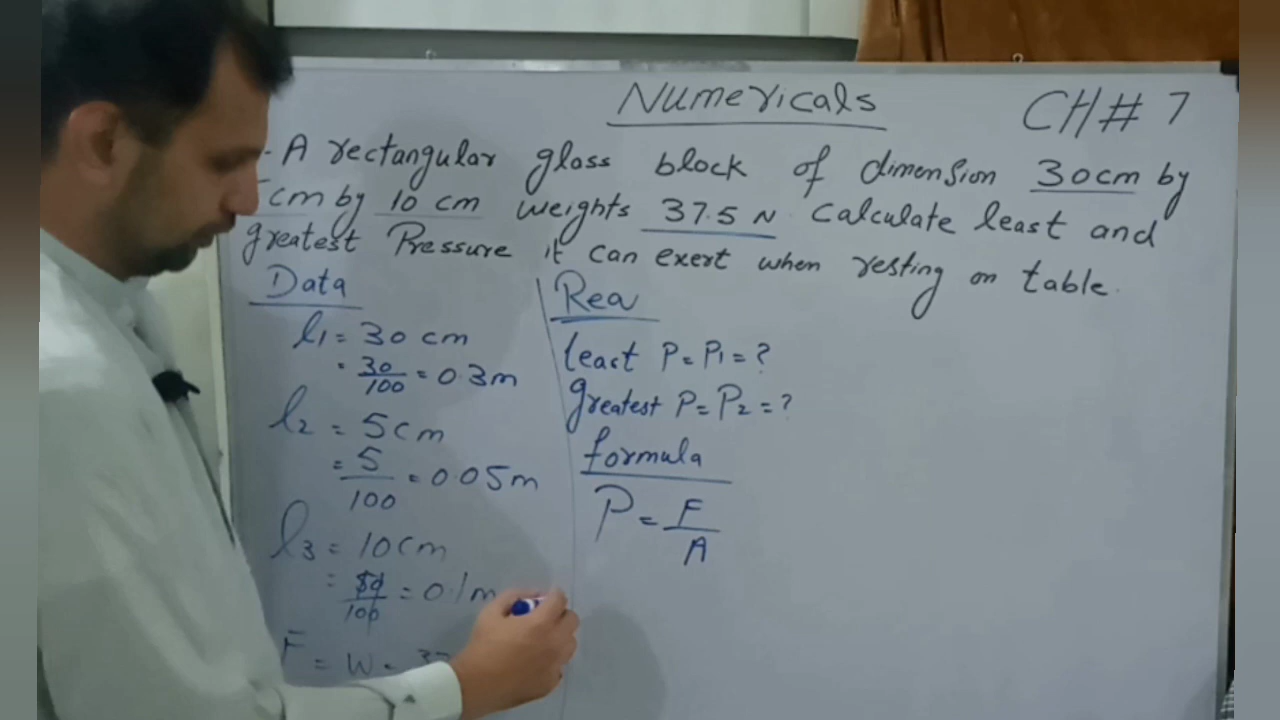 Numericals
CH# 7
- A rectangular glass block of dimension 30cm by
cm by 10 cm weights 37.5 N. Calculate least and
greatest Pressure it can exert when resting on table.
Data
l1 = 30 cm
= 30/100 = 0.3m
l2 = 5cm
= 5/100 = 0.05m
l3 = 10cm
= 10/100 = 0.1m
F = W =
Req
least P = P1 = ?
greatest P = P2 = ?
formula
P = F/A